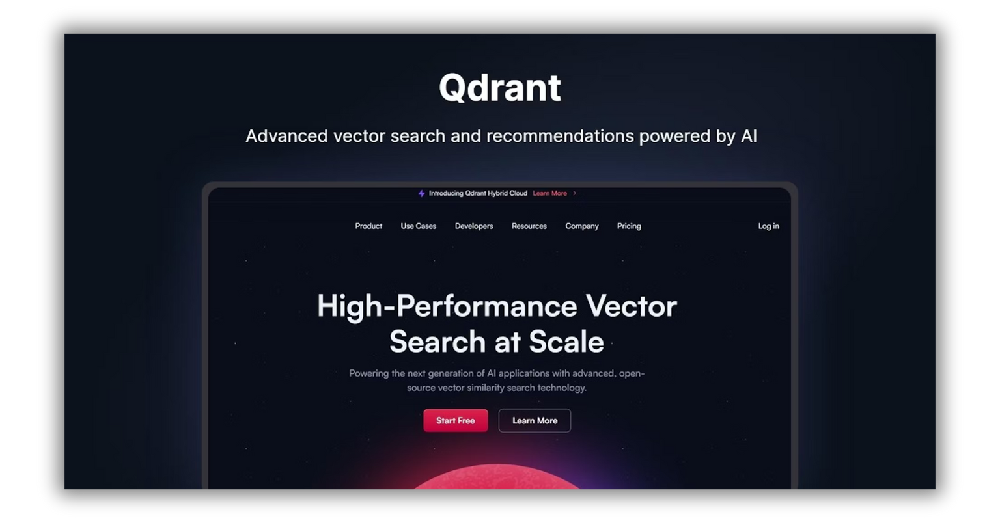 Qdrant
Advanced vector search and recommendations powered by AI
Introducing Qdrant Hybrid Cloud Learn More >
Product Use Cases Developers Resources Company Pricing Log in
High-Performance Vector
Search at Scale
Powering the next generation of AI applications with advanced, open-
source vector similarity search technology.
Start Free Learn More